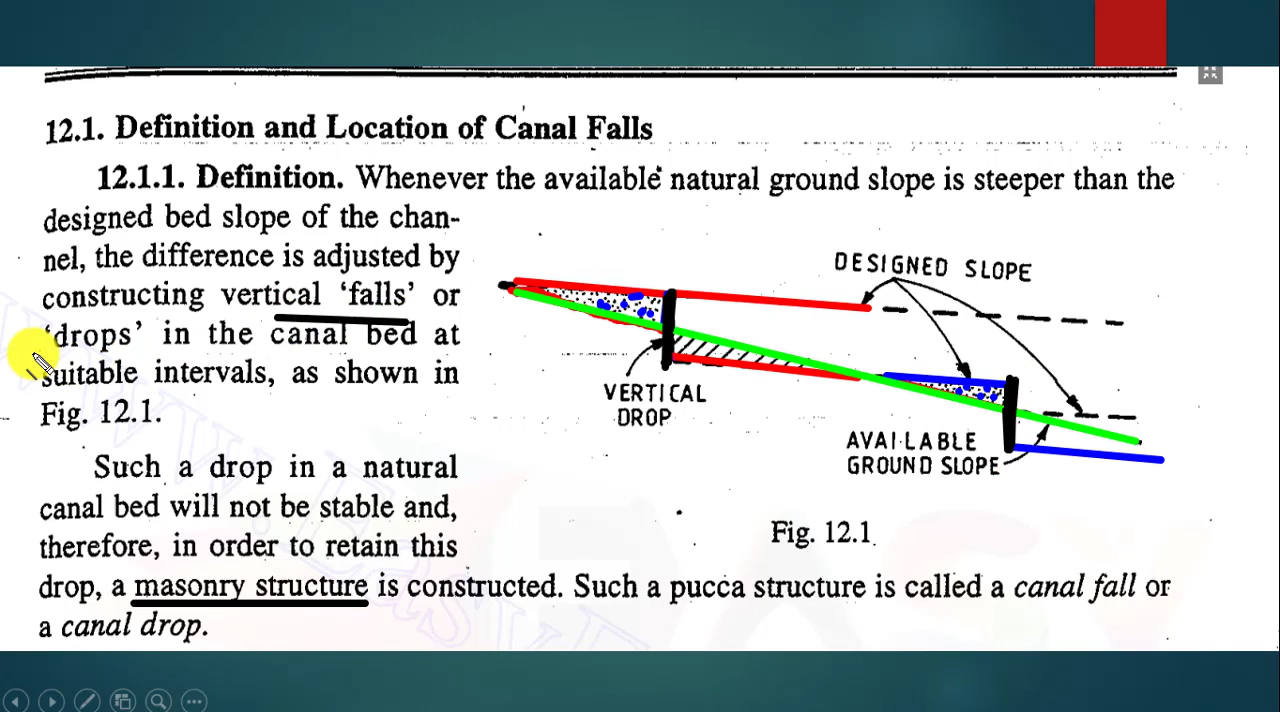 12.1. Definition and Location of Canal Falls
12.1.1. Definition. Whenever the available natural ground slope is steeper than the
designed bed slope of the chan-
nel, the difference is adjusted by
constructing vertical ‘falls’ or
‘drops’ in the canal bed at
suitable intervals, as shown in
Fig. 12.1.
Such a drop in a natural
canal bed will not be stable and,
therefore, in order to retain this
drop, a masonry structure is constructed. Such a pucca structure is called a canal fall or
a canal drop.
DESIGNED SLOPE
VERTICAL
DROP
AVAILABLE
GROUND SLOPE
Fig. 12.1